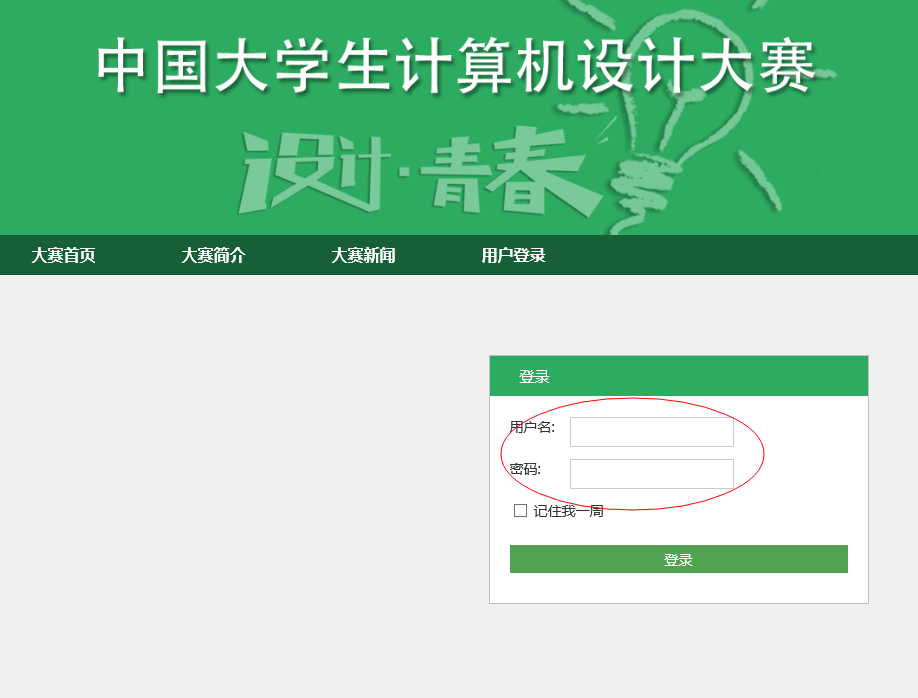 中国大学生计算机设计大赛
设计·青春
大赛首页 大赛简介 大赛新闻 用户登录
登录
用户名:
密码:
记住我一周
登录